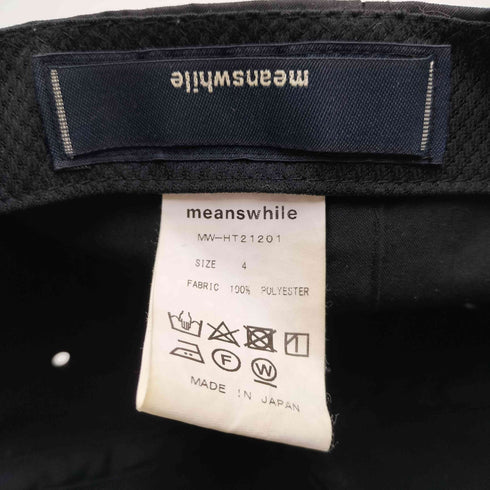 meanswhile
meanswhile
MW-HT21201
SIZE 4
FABRIC 100% POLYESTER
F W
MADE IN JAPAN